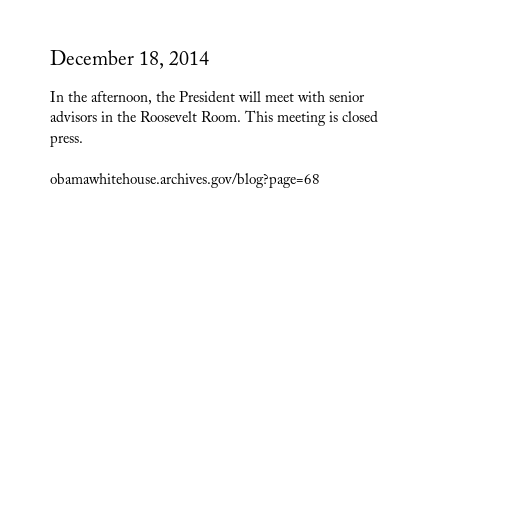 December 18, 2014
In the afternoon, the President will meet with senior
advisors in the Roosevelt Room. This meeting is closed
press.
obamawhitehouse.archives.gov/blog?page=68